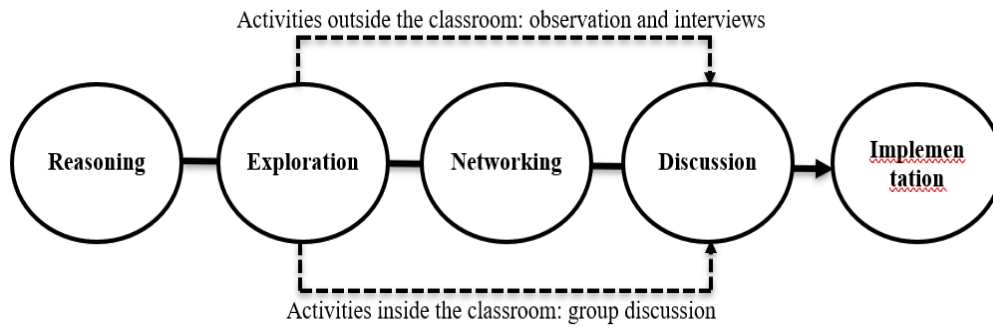 Activities outside the classroom: observation and interviews
Reasoning
Exploration
Networking
Discussion
Implemen
tation
Activities inside the classroom: group discussion